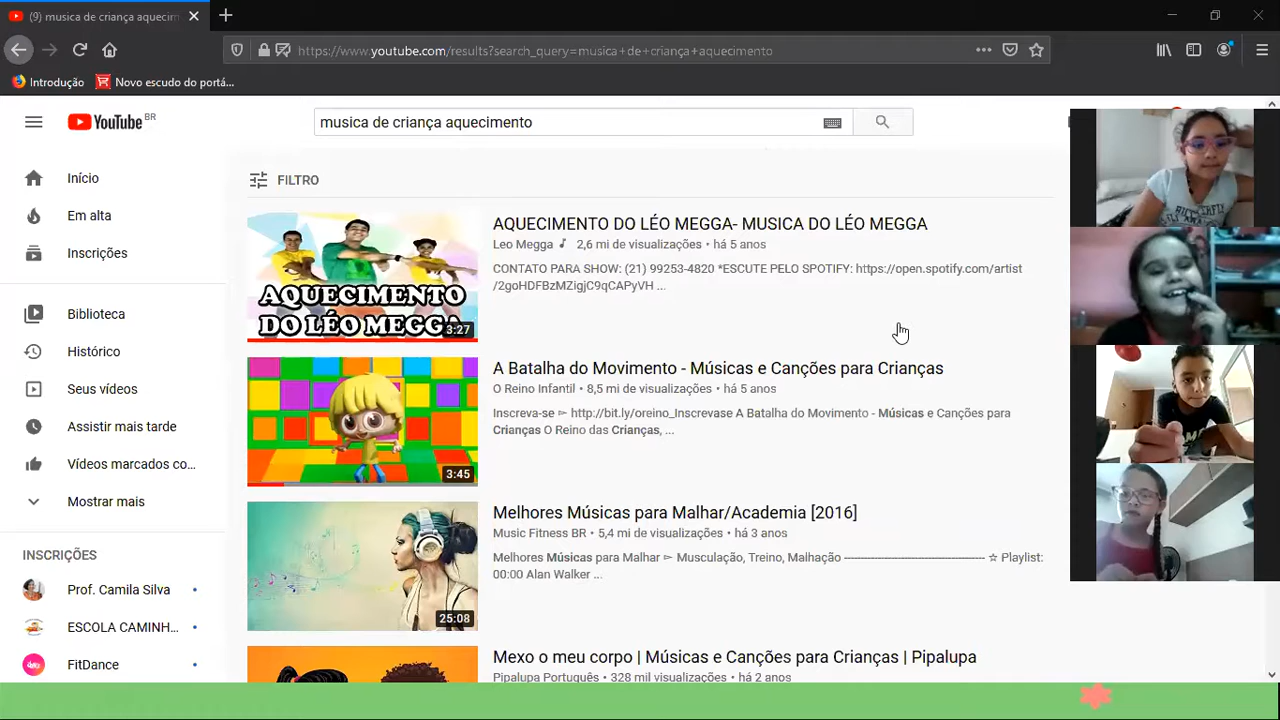 (9) musica de criança aquecim
https://www.youtube.com/results?search_query=musica+de+criança+aquecimento
Introdução
Novo escudo do portá...
YouTube BR
musica de criança aquecimento
Início
Em alta
Inscrições
Biblioteca
Histórico
Seus vídeos
Assistir mais tarde
Vídeos marcados co...
Mostrar mais
INSCRIÇÕES
Prof. Camila Silva
ESCOLA CAMINH...
FitDance
FILTRO
AQUECIMENTO
DO LÉO MEGGA
3:27
AQUECIMENTO DO LÉO MEGGA- MUSICA DO LÉO MEGGA
Leo Megga 2,6 mi de visualizações • há 5 anos
CONTATO PARA SHOW: (21) 99253-4820 *ESCUTE PELO SPOTIFY: https://open.spotify.com/artist
/2goHDFBzMZigjC9qCAPyVH ...
3:45
A Batalha do Movimento - Músicas e Canções para Crianças
O Reino Infantil • 8,5 mi de visualizações • há 5 anos
Inscreva-se ➢ http://bit.ly/oreino_Inscrevase A Batalha do Movimento - Músicas e Canções para
Crianças O Reino das Crianças, ...
25:08
Melhores Músicas para Malhar/Academia [2016]
Music Fitness BR • 5,4 mi de visualizações • há 3 anos
Melhores Músicas para Malhar ➢ Musculação, Treino, Malhação ---------------------------------------- ☆ Playlist:
00:00 Alan Walker ...
Mexo o meu corpo | Músicas e Canções para Crianças | Pipalupa
Pipalupa Português • 328 mil visualizações • há 2 anos